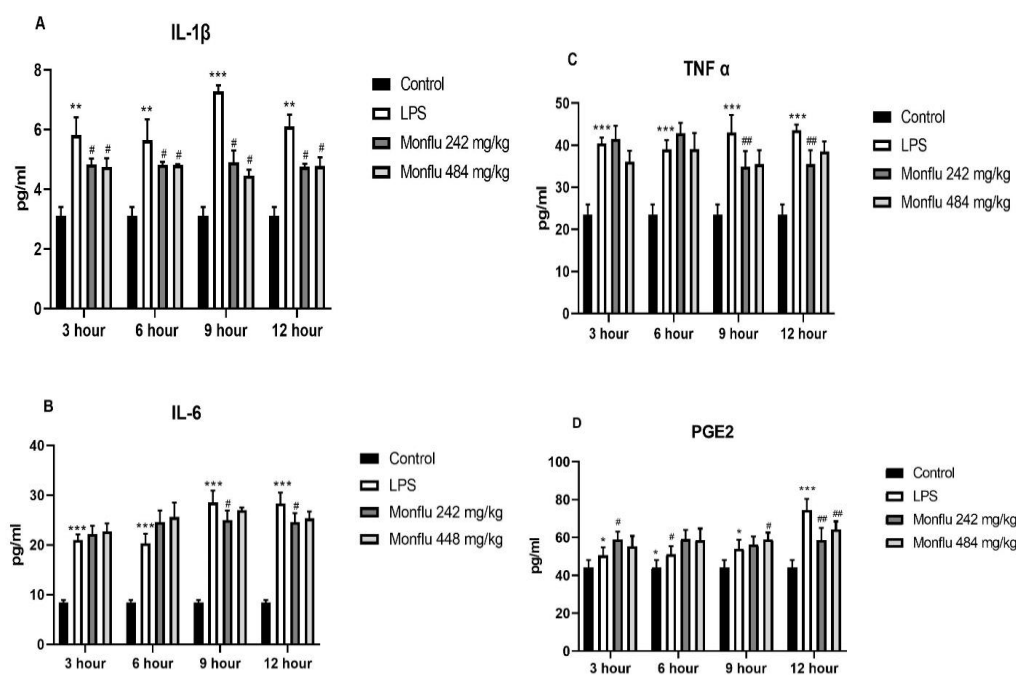 A
IL-1β
8
6
4
2
0
pg/ml
** ** *** **
# # # # # # # #
3 hour 6 hour 9 hour 12 hour
Control
LPS
Monflu 242 mg/kg
Monflu 484 mg/kg
C
TNF α
50
40
30
20
10
0
pg/ml
*** *** *** ***
## ##
3 hour 6 hour 9 hour 12 hour
Control
LPS
Monflu 242 mg/kg
Monflu 484 mg/kg
B
IL-6
40
30
20
10
0
pg/ml
*** *** *** ***
# #
3 hour 6 hour 9 hour 12 hour
Control
LPS
Monflu 242 mg/kg
Monflu 448 mg/kg
D
PGE2
100
80
60
40
20
0
pg/ml
* # * # * # *** ## ##
3 hour 6 hour 9 hour 12 hour
Control
LPS
Monflu 242 mg/kg
Monflu 484 mg/kg